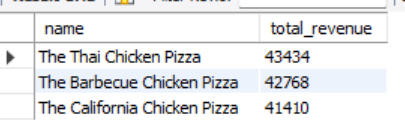 name total_revenue
The Thai Chicken Pizza 43434
The Barbecue Chicken Pizza 42768
The California Chicken Pizza 41410